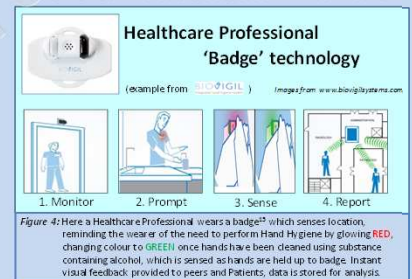 Healthcare Professional
'Badge' technology
(example from BIOVIGIL )
Images from www.biovigilsystems.com
BIOVIGIL
1. Monitor
2. Prompt
3. Sense
4. Report
Figure 4: Here a Healthcare Professional wears a badge¹⁵ which senses location,
reminding the wearer of the need to perform Hand Hygiene by glowing RED,
changing colour to GREEN once hands have been cleaned using substance
containing alcohol, which is sensed as hands are held up to badge. Instant
visual feedback provided to peers and Patients, data is stored for analysis.